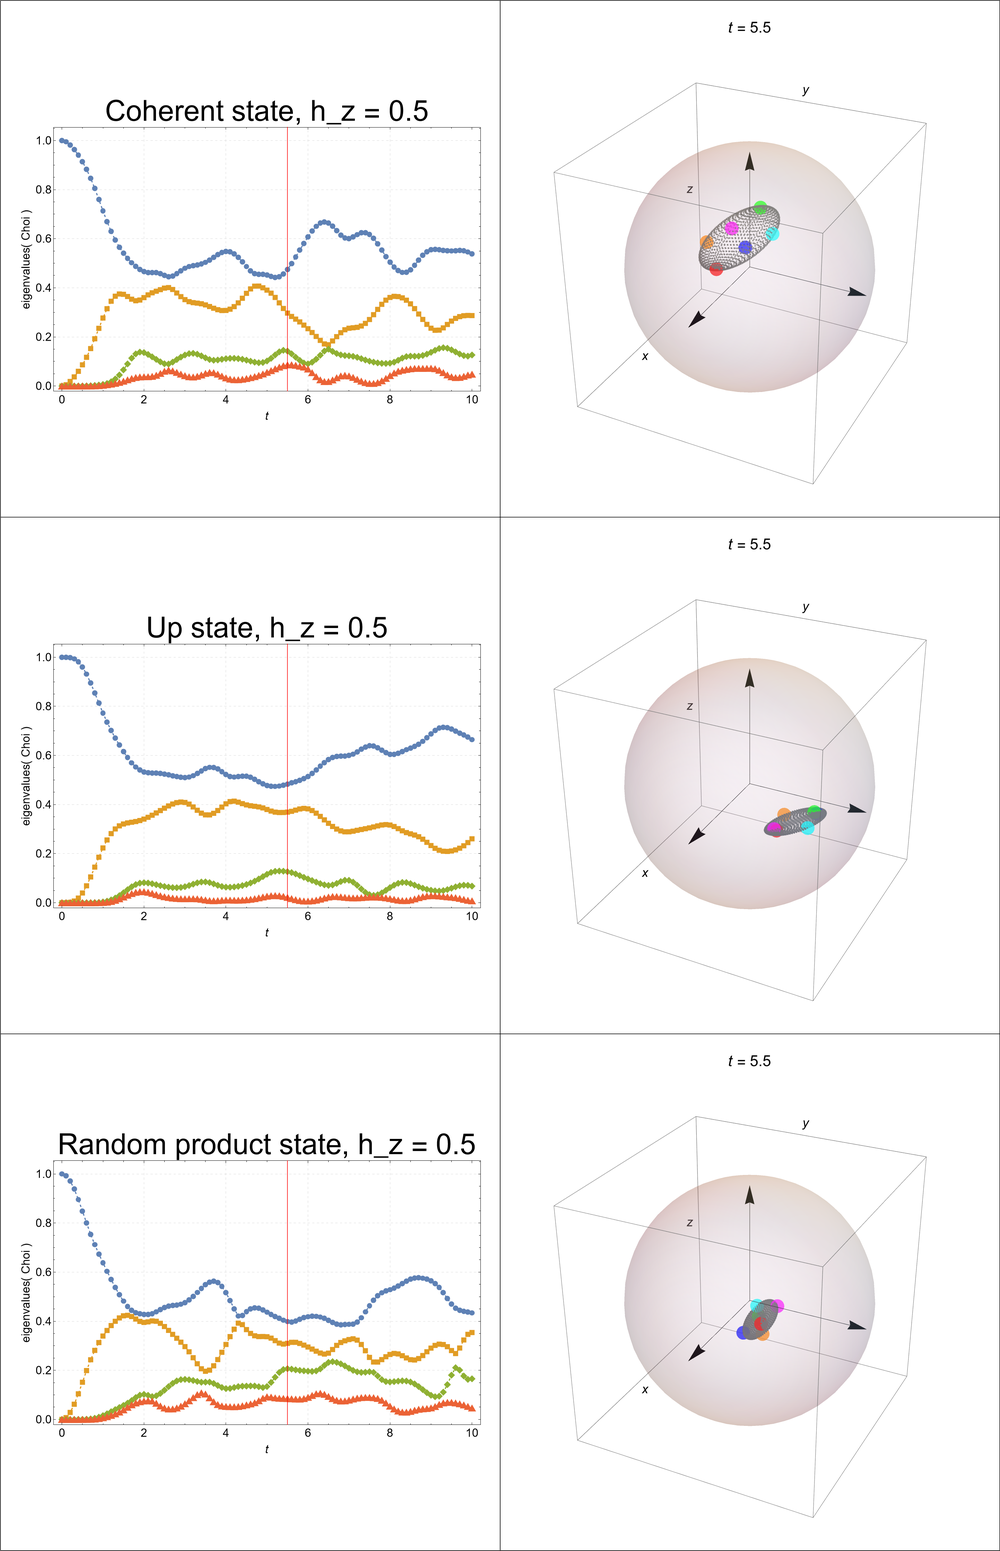 t = 5.5
Coherent state, h_z = 0.5
y
z
x
eigenvalues( Choi )
1.0
0.8
0.6
0.4
0.2
0.0
0 2 4 6 8 10
t
t = 5.5
Up state, h_z = 0.5
y
z
x
eigenvalues( Choi )
1.0
0.8
0.6
0.4
0.2
0.0
0 2 4 6 8 10
t
t = 5.5
Random product state, h_z = 0.5
y
z
x
eigenvalues( Choi )
1.0
0.8
0.6
0.4
0.2
0.0
0 2 4 6 8 10
t